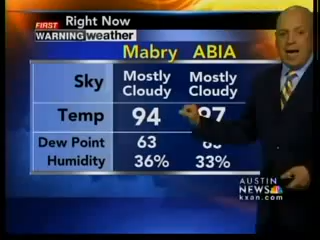 Right Now
FIRST
WARNING weather
Mabry ABIA
Sky Mostly Cloudy Mostly Cloudy
Temp 94 97
Dew Point 63
Humidity 36% 33%
AUSTIN
NEWS
kxan.com